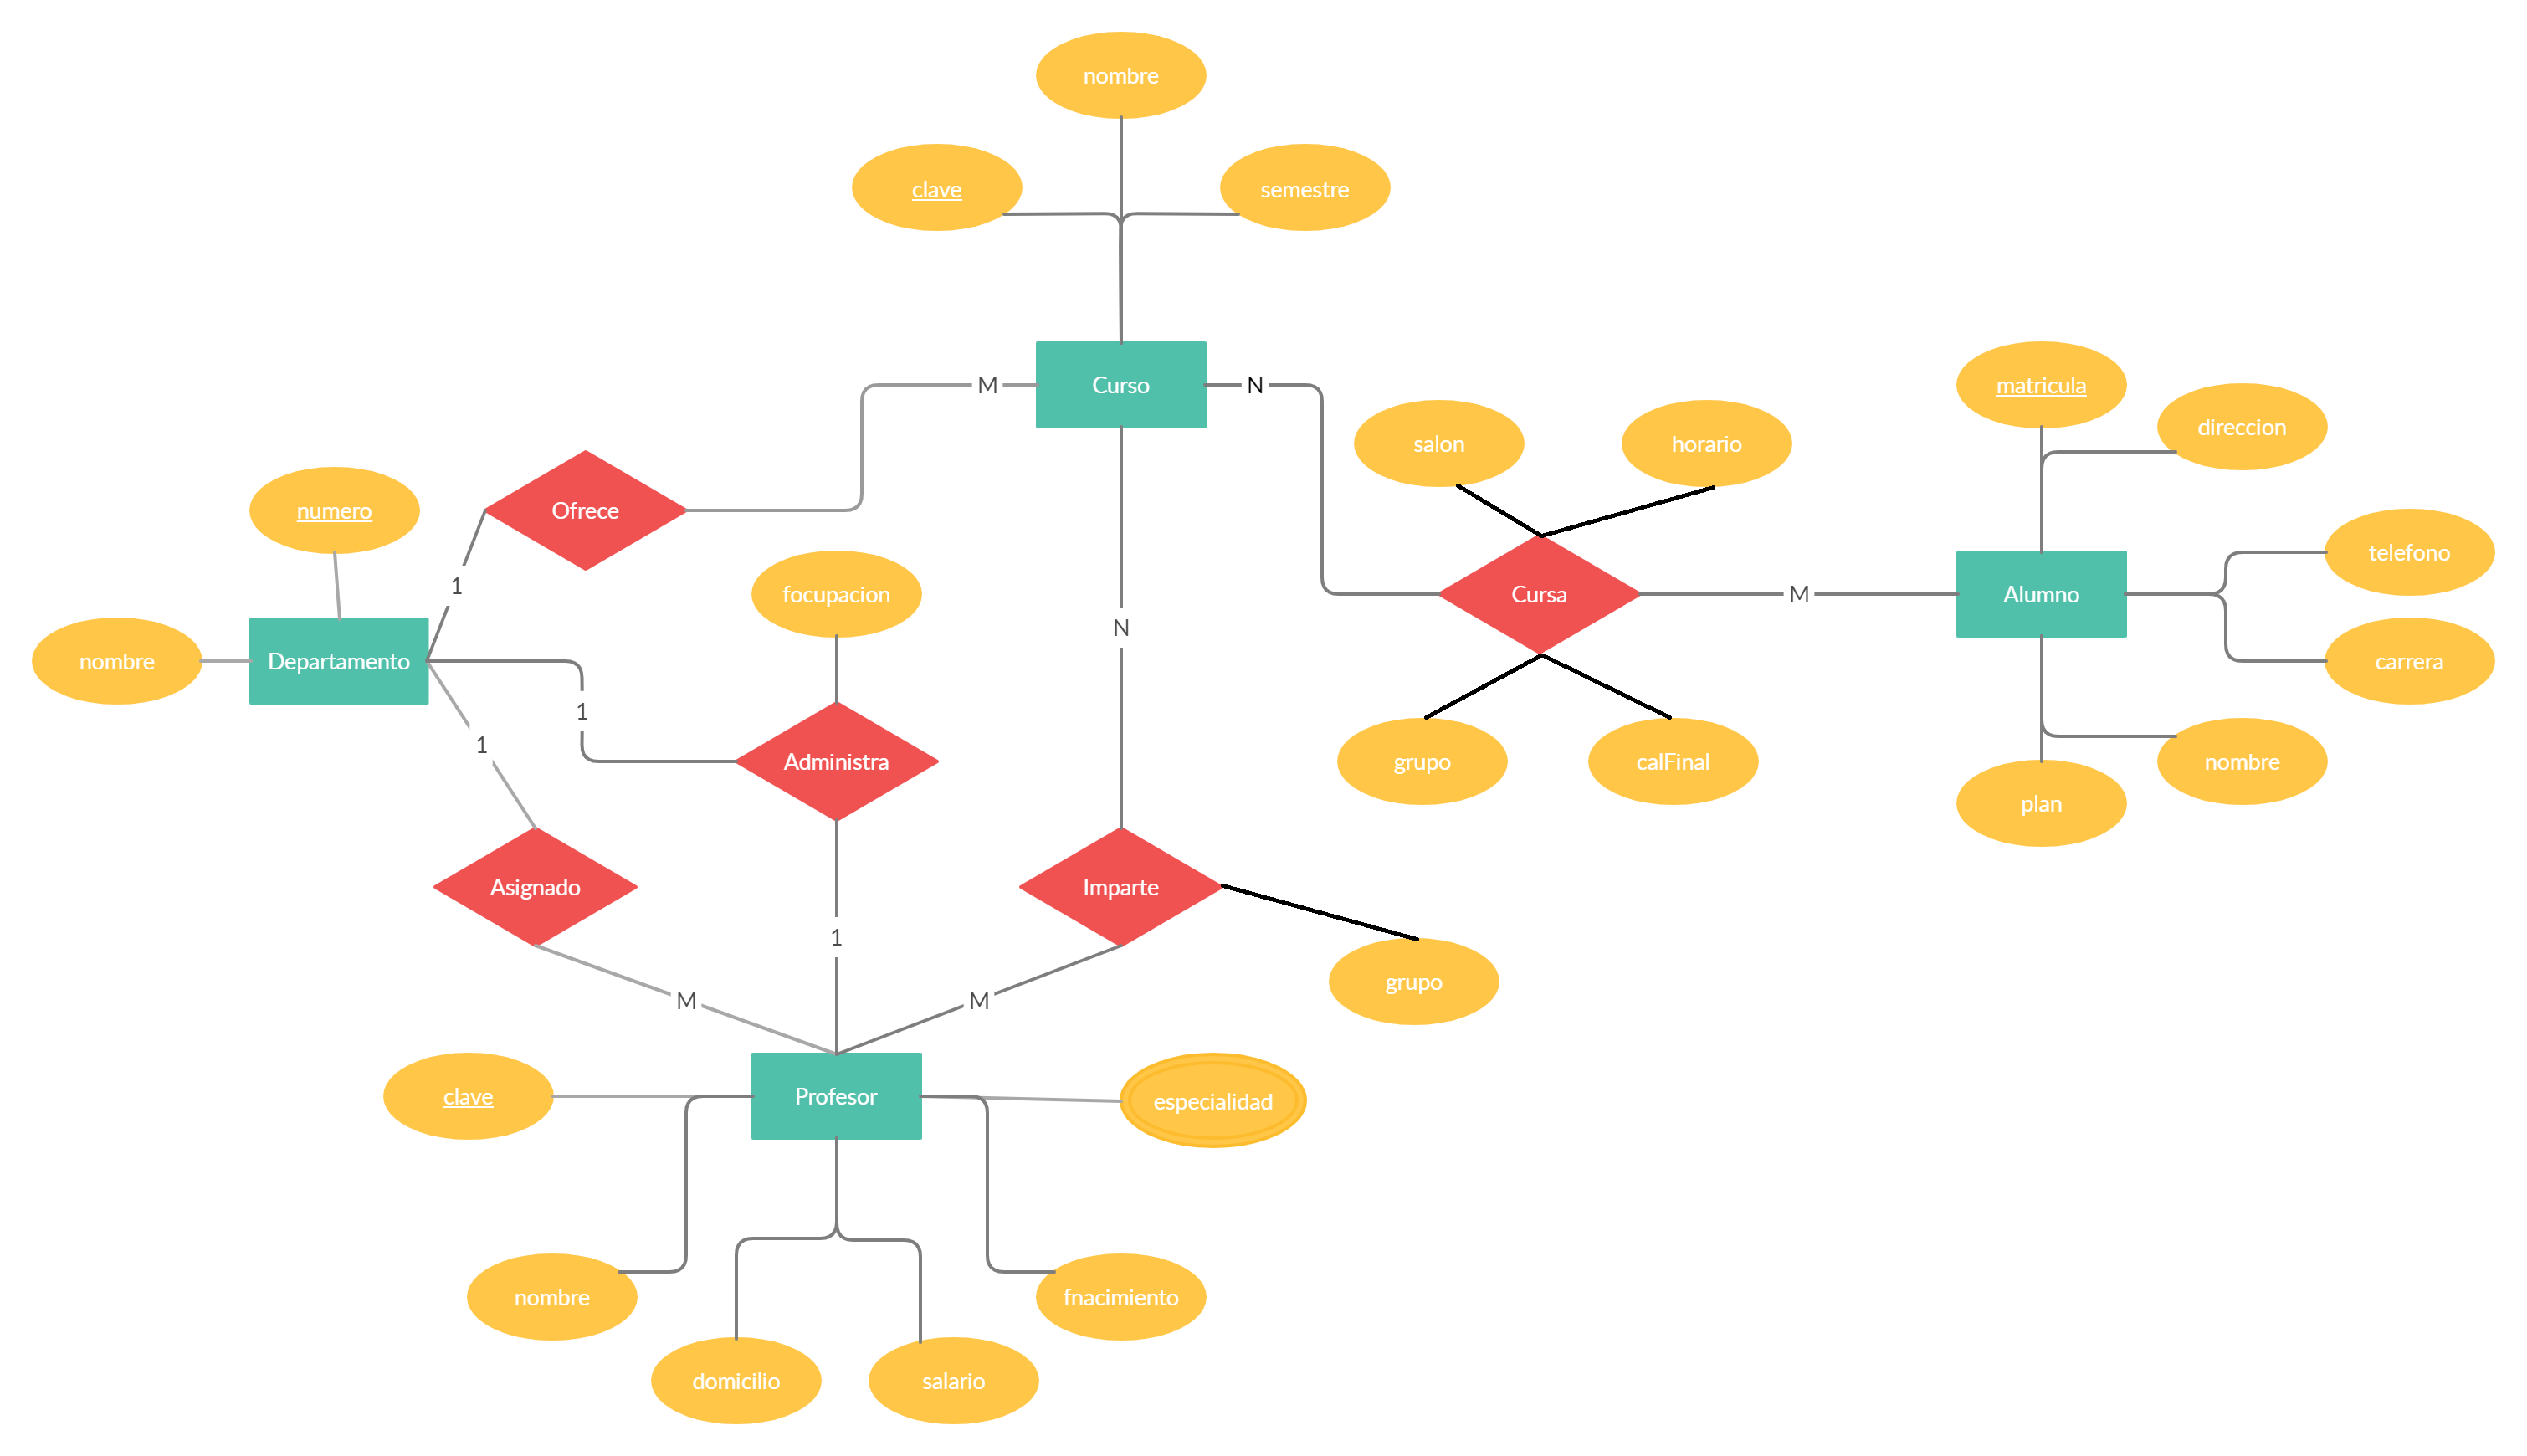 nombre
clave
semestre
M
Curso
N
matricula
direccion
salon
horario
numero
Ofrece
telefono
1
focupacion
Cursa
M
Alumno
N
nombre
Departamento
carrera
1
1
Administra
grupo
calFinal
nombre
plan
Asignado
Imparte
1
grupo
M
M
clave
Profesor
especialidad
nombre
fnacimiento
domicilio
salario